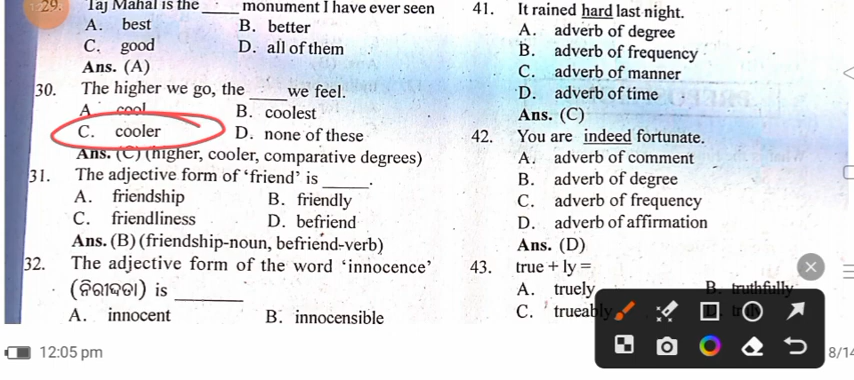 29. Taj Mahal is the ____ monument I have ever seen
A. best B. better
C. good D. all of them
Ans. (A)
30. The higher we go, the ____ we feel.
A. cool B. coolest
C. cooler D. none of these
Ans. (C) (higher, cooler, comparative degrees)
31. The adjective form of ‘friend’ is ____.
A. friendship B. friendly
C. friendliness D. befriend
Ans. (B) (friendship-noun, befriend-verb)
32. The adjective form of the word ‘innocence’
(ନିରୀହତା) is ____
A. innocent B. innocensible
41. It rained hard last night.
A. adverb of degree
B. adverb of frequency
C. adverb of manner
D. adverb of time
Ans. (C)
42. You are indeed fortunate.
A. adverb of comment
B. adverb of degree
C. adverb of frequency
D. adverb of affirmation
Ans. (D)
43. true + ly =
A. truely B. truthfully
C. trueably D. truly
12:05 pm
8/14